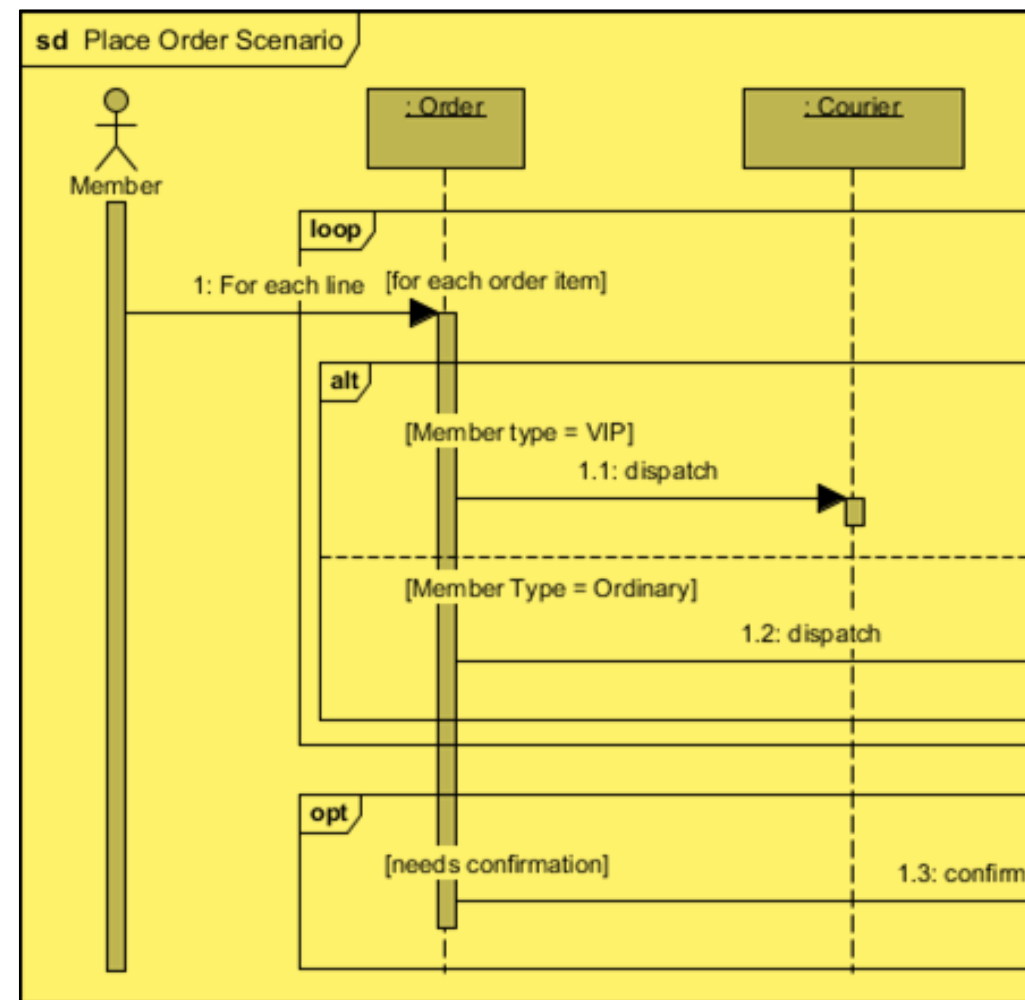 sd Place Order Scenario
: Order
: Courier
Member
loop
1: For each line
[for each order item]
alt
[Member type = VIP]
1.1: dispatch
[Member Type = Ordinary]
1.2: dispatch
opt
[needs confirmation]
1.3: confirm